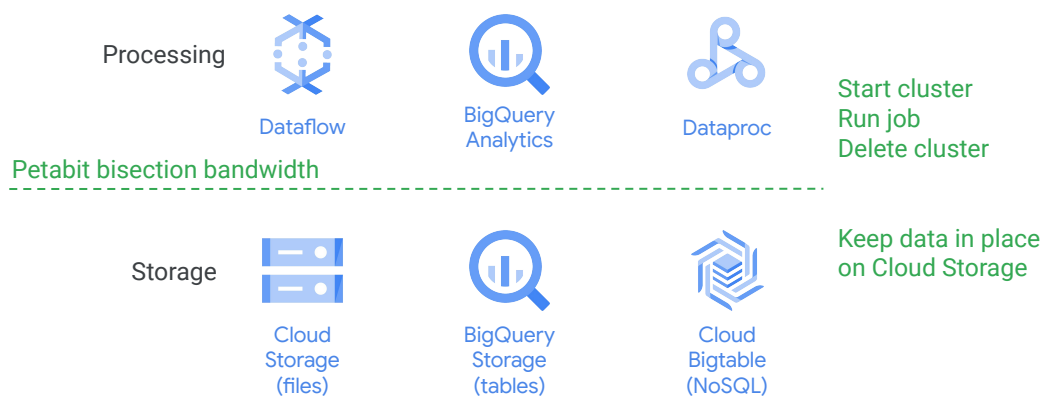 Processing
Dataflow
BigQuery
Analytics
Dataproc
Start cluster
Run job
Delete cluster
Petabit bisection bandwidth
Storage
Cloud
Storage
(files)
BigQuery
Storage
(tables)
Cloud
Bigtable
(NoSQL)
Keep data in place
on Cloud Storage